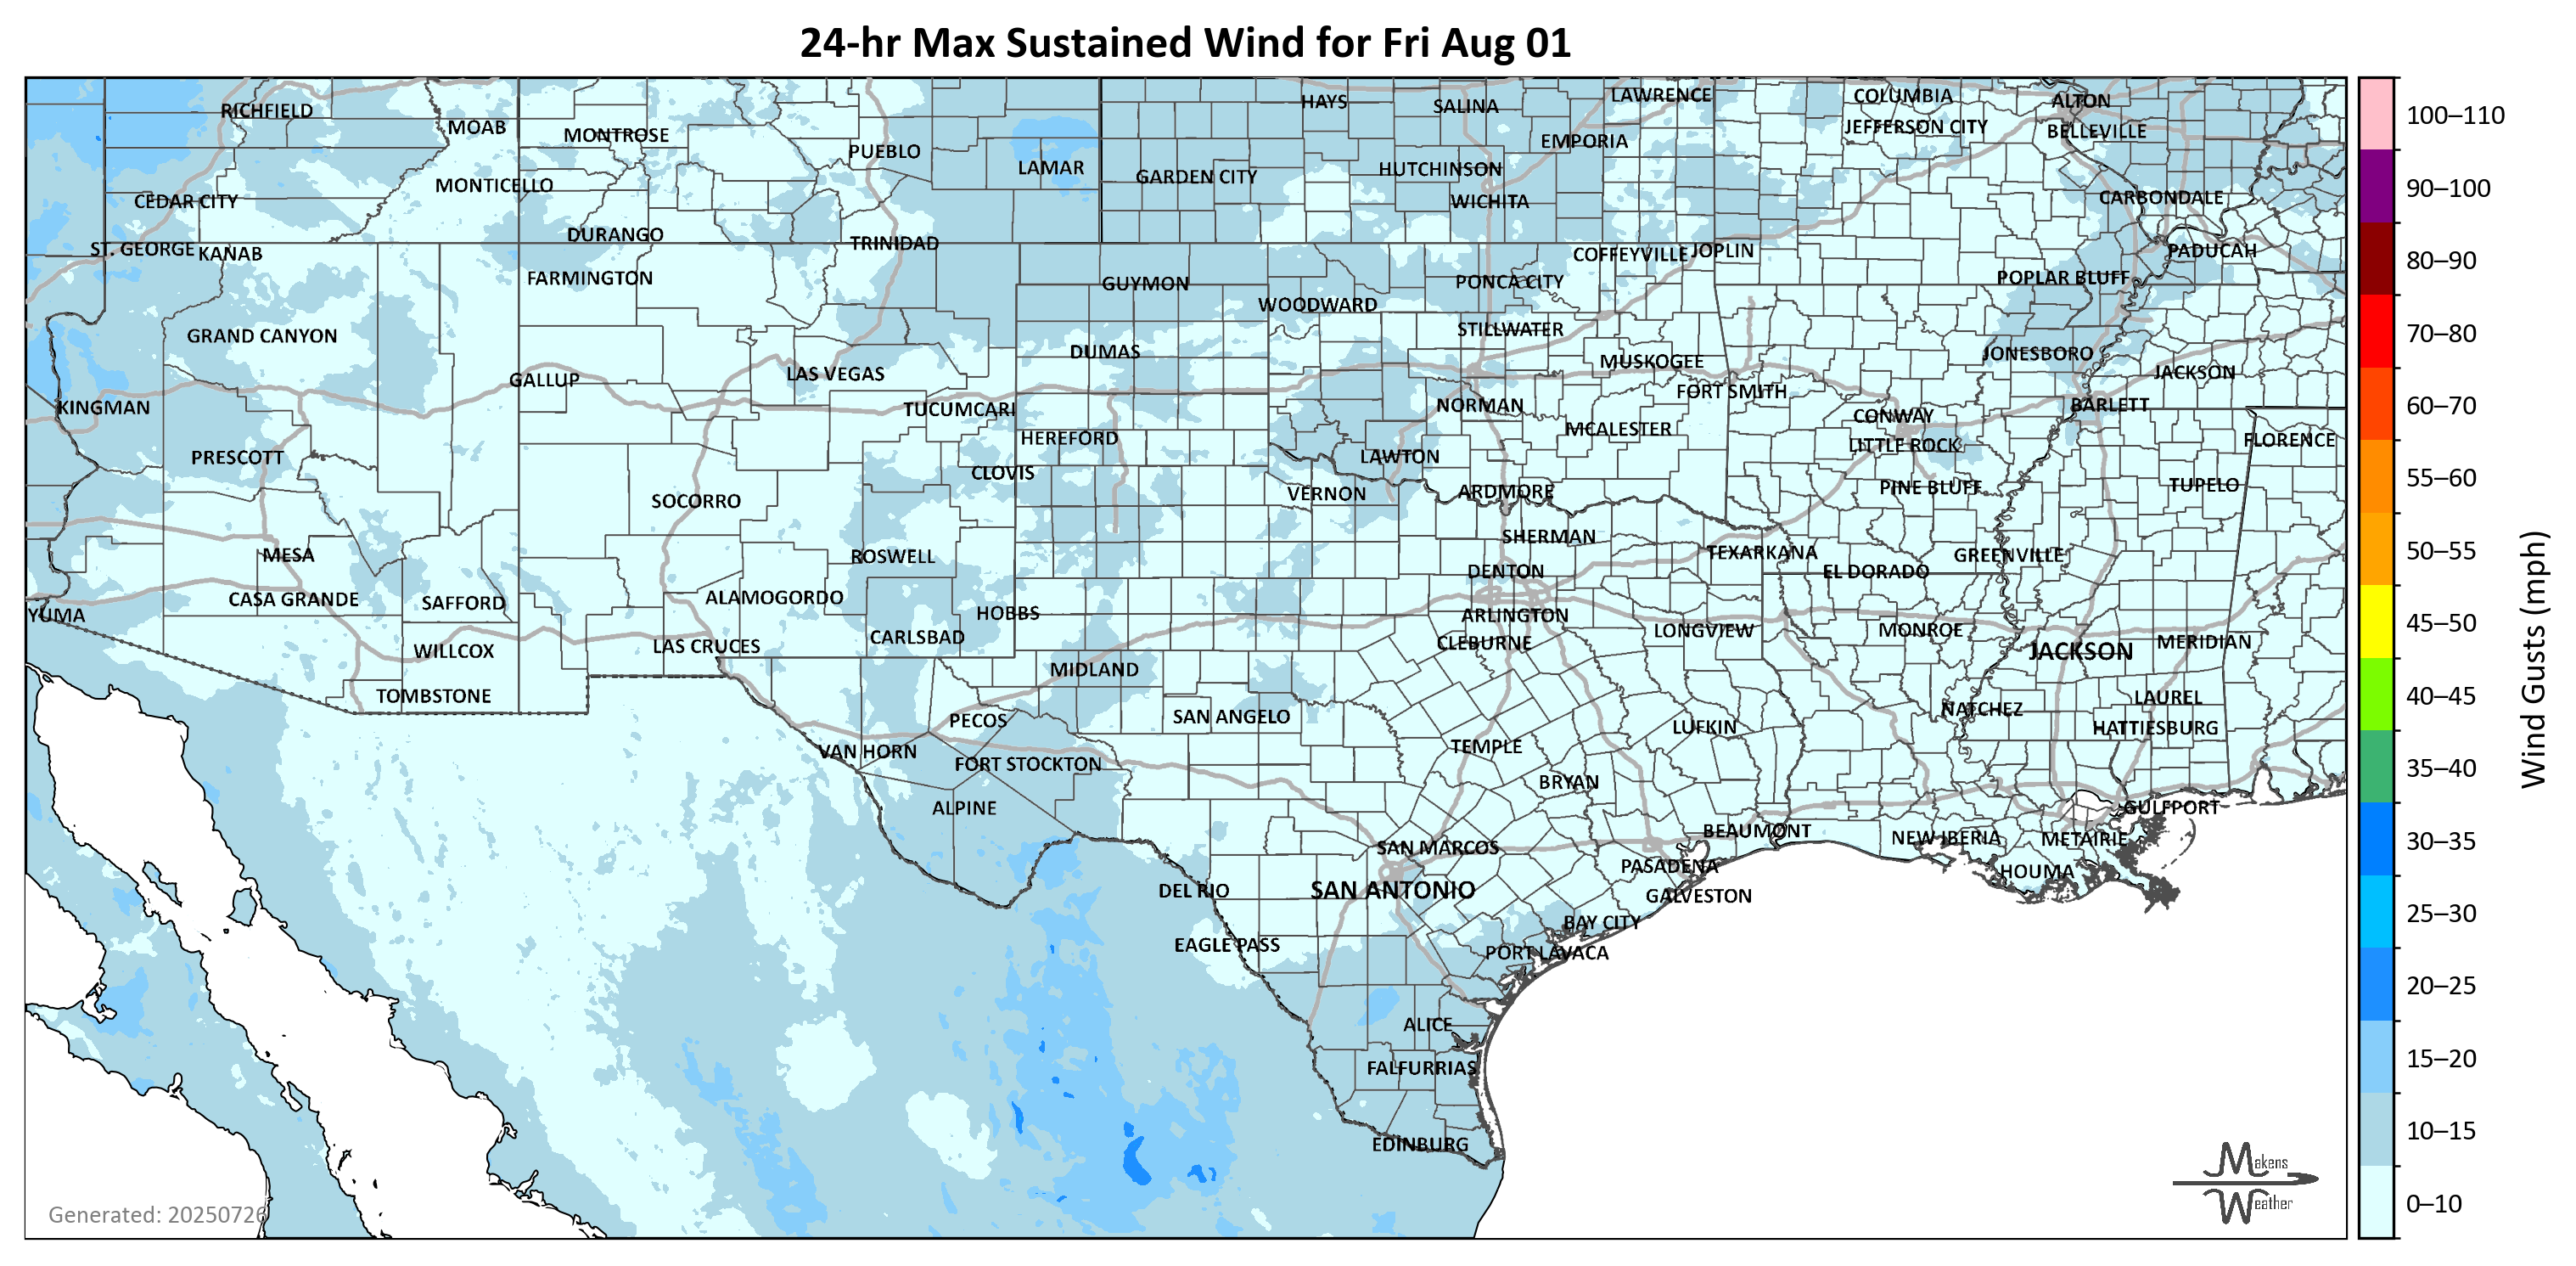 24-hr Max Sustained Wind for Fri Aug 01
RICHFIELD
MOAB
MONTROSE
PUEBLO
LAMAR
HAYS
SALINA
LAWRENCE
COLUMBIA
ALTON
EMPORIA
JEFFERSON CITY
BELLEVILLE
CEDAR CITY
MONTICELLO
GARDEN CITY
HUTCHINSON
WICHITA
CARBONDALE
ST. GEORGE
KANAB
DURANGO
TRINIDAD
COFFEYVILLE
JOPLIN
PADUCAH
FARMINGTON
GUYMON
WOODWARD
PONCA CITY
POPLAR BLUFF
GRAND CANYON
DUMAS
STILLWATER
MUSKOGEE
JONESBORO
JACKSON
KINGMAN
GALLUP
LAS VEGAS
TUCUMCARI
NORMAN
FORT SMITH
CONWAY
BARLETT
PRESCOTT
HEREFORD
MCALESTER
LITTLE ROCK
FLORENCE
CLOVIS
LAWTON
SOCORRO
VERNON
ARDMORE
PINE BLUFF
TUPELO
MESA
ROSWELL
SHERMAN
TEXARKANA
GREENVILLE
DENTON
EL DORADO
YUMA
CASA GRANDE
SAFFORD
ALAMOGORDO
HOBBS
ARLINGTON
WILLCOX
LAS CRUCES
CARLSBAD
CLEBURNE
LONGVIEW
MONROE
JACKSON
MERIDIAN
TOMBSTONE
MIDLAND
LAUREL
PECOS
SAN ANGELO
LUFKIN
NATCHEZ
HATTIESBURG
VAN HORN
FORT STOCKTON
TEMPLE
BRYAN
ALPINE
GULFPORT
SAN MARCOS
BEAUMONT
NEW IBERIA
METAIRIE
DEL RIO
SAN ANTONIO
PASADENA
HOUMA
GALVESTON
EAGLE PASS
BAY CITY
PORT LAVACA
ALICE
FALFURRIAS
EDINBURG
Generated: 20250726
Makens
Weather
100–110
90–100
80–90
70–80
60–70
55–60
50–55
45–50
40–45
35–40
30–35
25–30
20–25
15–20
10–15
0–10
Wind Gusts (mph)